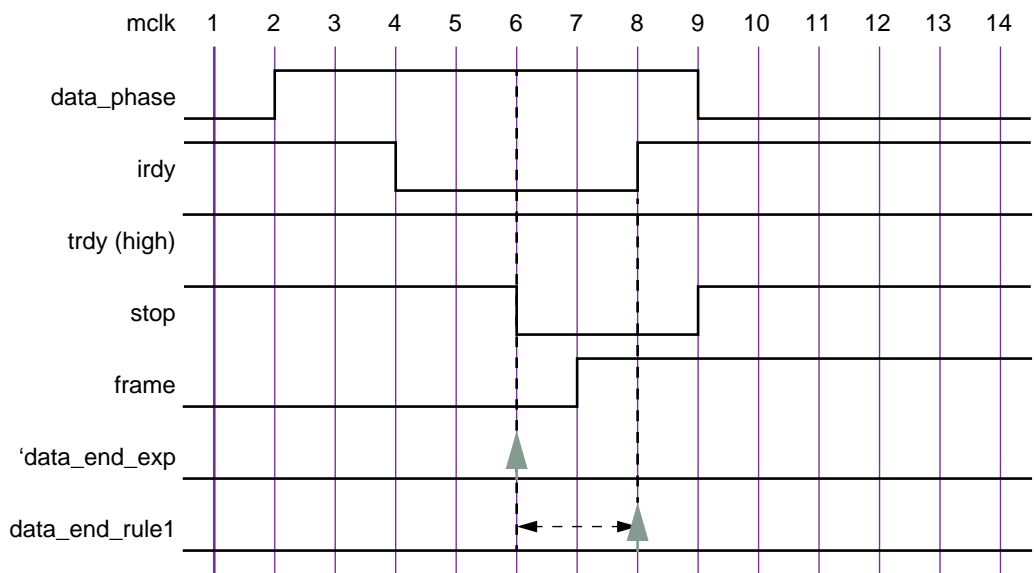 mclk 1 2 3 4 5 6 7 8 9 10 11 12 13 14
data_phase
irdy
trdy (high)
stop
frame
‘data_end_exp
data_end_rule1